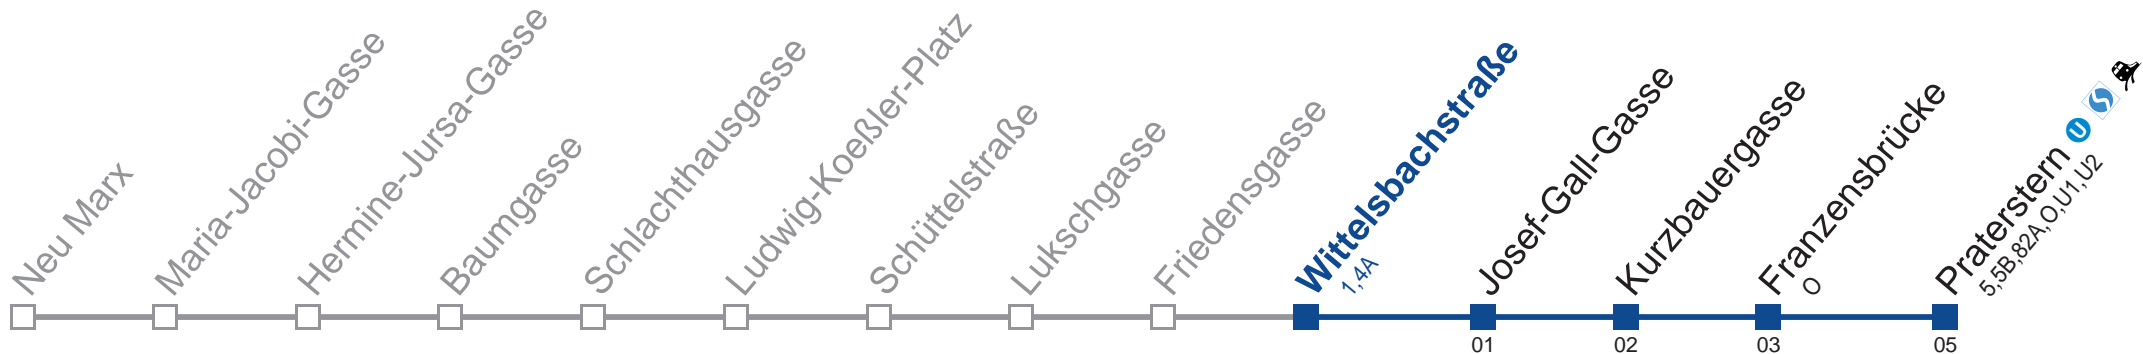 Neu Marx
Maria-Jacobi-Gasse
Hermine-Jursa-Gasse
Baumgasse
Schlachthausgasse
Ludwig-Koeßler-Platz
Schüttelstraße
Lukschgasse
Friedensgasse
Wittelsbachstraße
1,4A
Josef-Gall-Gasse
Kurzbauergasse
Franzensbrücke
O
Praterstern U S
5,5B,82A,O,U1,U2
01
02
03
05